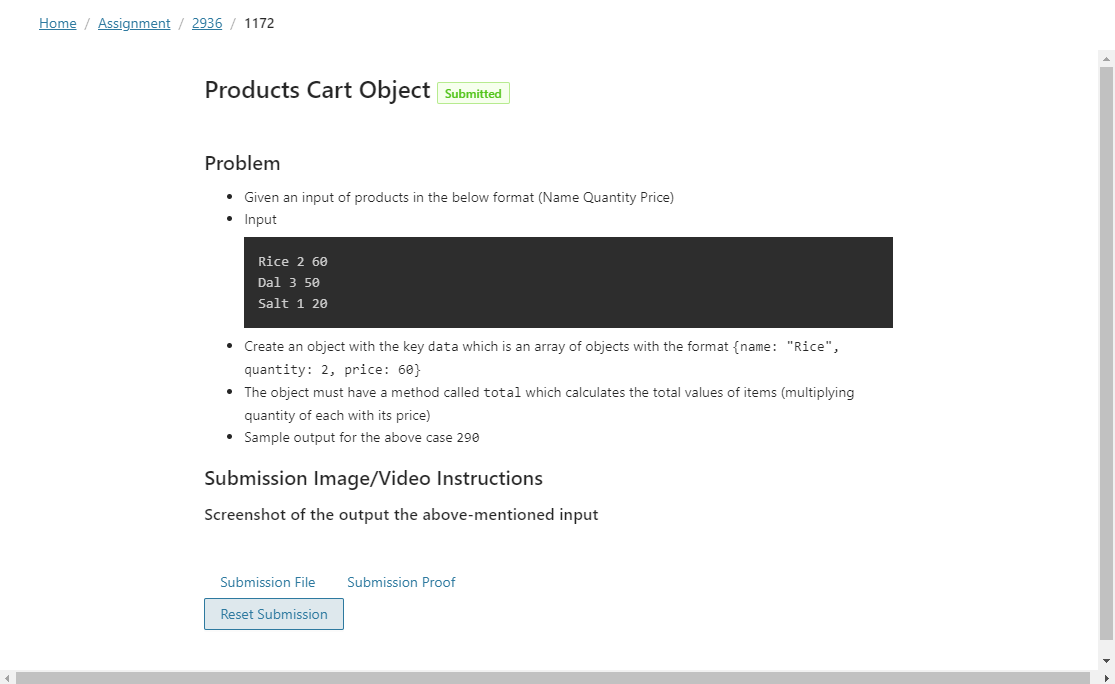 Home / Assignment / 2936 / 1172
Products Cart Object Submitted
Problem
Given an input of products in the below format (Name Quantity Price)
Input
Rice 2 60
Dal 3 50
Salt 1 20
Create an object with the key data which is an array of objects with the format {name: "Rice",
quantity: 2, price: 60}
The object must have a method called total which calculates the total values of items (multiplying
quantity of each with its price)
Sample output for the above case 290
Submission Image/Video Instructions
Screenshot of the output the above-mentioned input
Submission File Submission Proof
Reset Submission